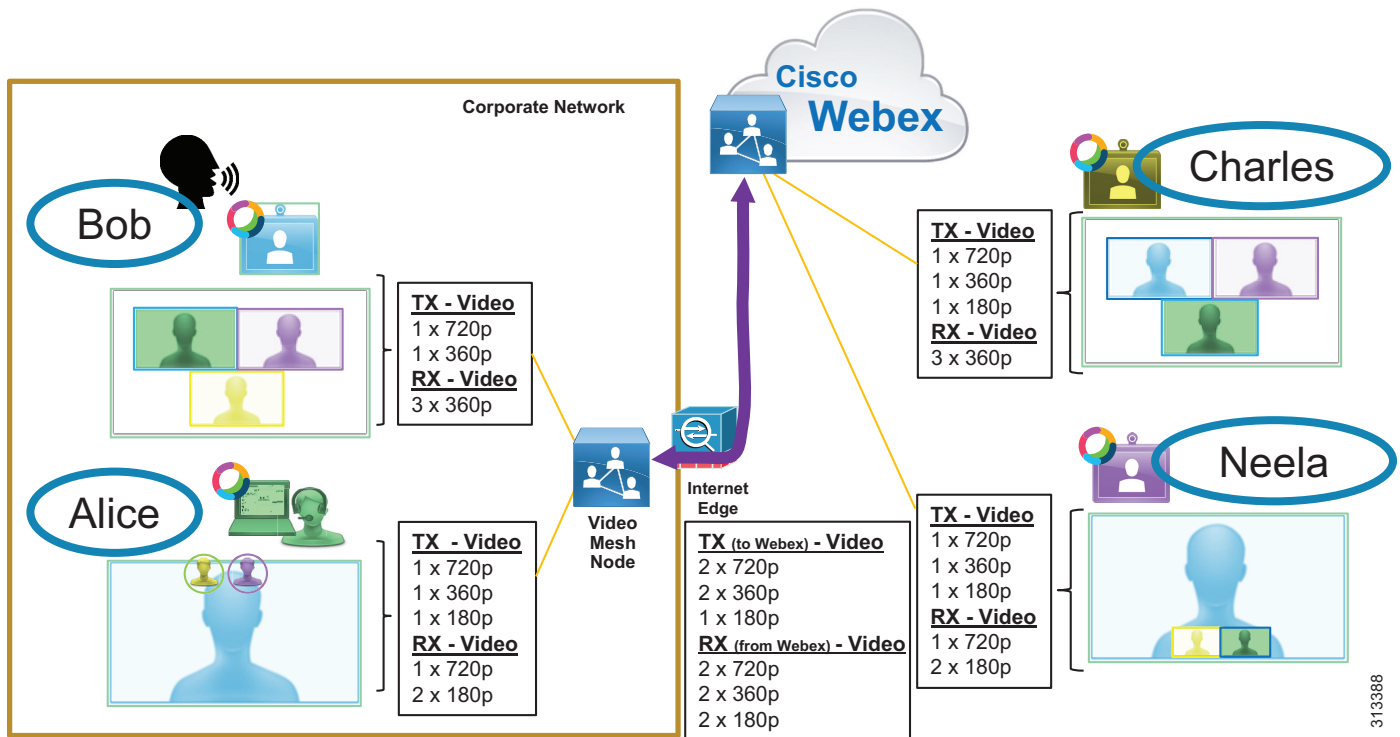 Corporate Network
Cisco
Webex
Bob
TX - Video
1 x 720p
1 x 360p
RX - Video
3 x 360p
Alice
TX - Video
1 x 720p
1 x 360p
1 x 180p
RX - Video
1 x 720p
2 x 180p
Video
Mesh
Node
Internet
Edge
TX (to Webex) - Video
2 x 720p
2 x 360p
1 x 180p
RX (from Webex) - Video
2 x 720p
2 x 360p
2 x 180p
Charles
TX - Video
1 x 720p
1 x 360p
1 x 180p
RX - Video
3 x 360p
Neela
TX - Video
1 x 720p
1 x 360p
1 x 180p
RX - Video
1 x 720p
2 x 180p
313388